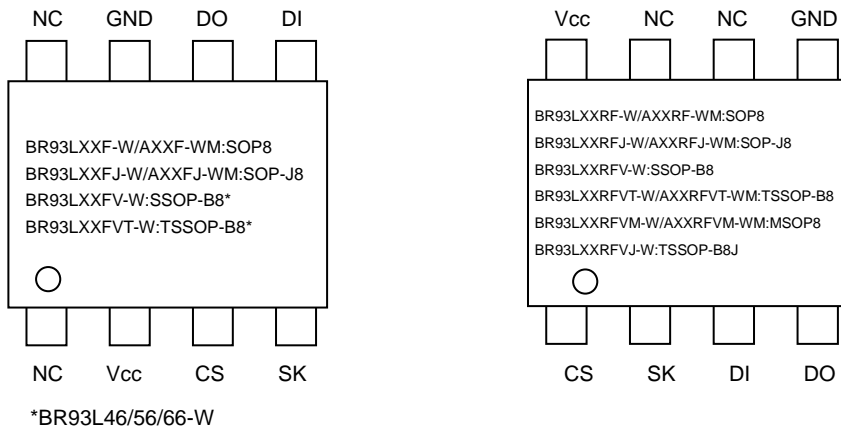 NC GND DO DI
BR93LXXF-W/AXXF-WM:SOP8
BR93LXXFJ-W/AXXFJ-WM:SOP-J8
BR93LXXFV-W:SSOP-B8*
BR93LXXFVT-W:TSSOP-B8*
NC Vcc CS SK
*BR93L46/56/66-W
Vcc NC NC GND
BR93LXXRF-W/AXXRF-WM:SOP8
BR93LXXRFJ-W/AXXRFJ-WM:SOP-J8
BR93LXXRFV-W:SSOP-B8
BR93LXXRFVT-W/AXXRFVT-WM:TSSOP-B8
BR93LXXRFVM-W/AXXRFVM-WM:MSOP8
BR93LXXRFVJ-W:TSSOP-B8J
CS SK DI DO